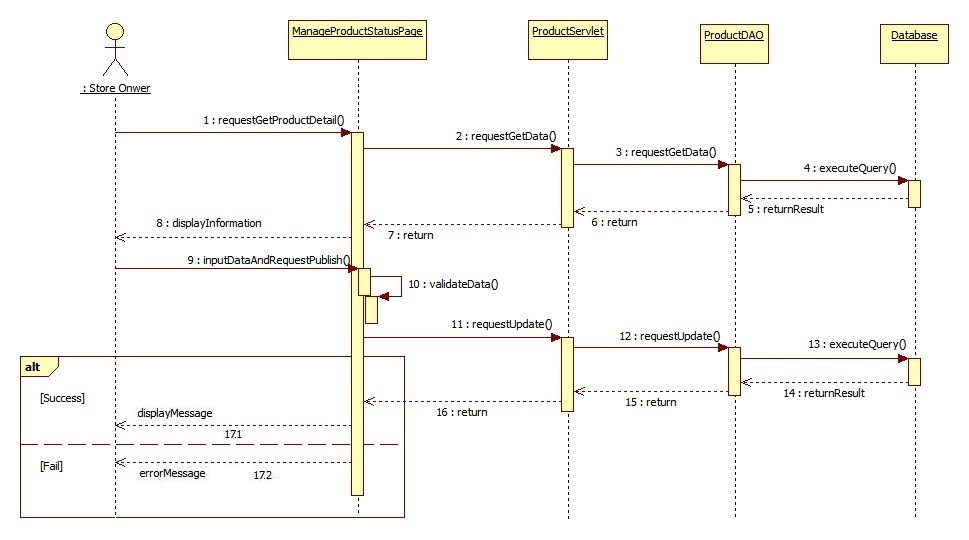 ManageProductStatusPage
ProductServlet
ProductDAO
Database
: Store Onwer
1 : requestGetProductDetail()
2 : requestGetData()
3 : requestGetData()
4 : executeQuery()
5 : returnResult
6 : return
7 : return
8 : displayInformation
9 : inputDataAndRequestPublish()
10 : validateData()
11 : requestUpdate()
12 : requestUpdate()
13 : executeQuery()
alt
14 : returnResult
[Success]
15 : return
16 : return
displayMessage
17.1
[Fail]
errorMessage
17.2